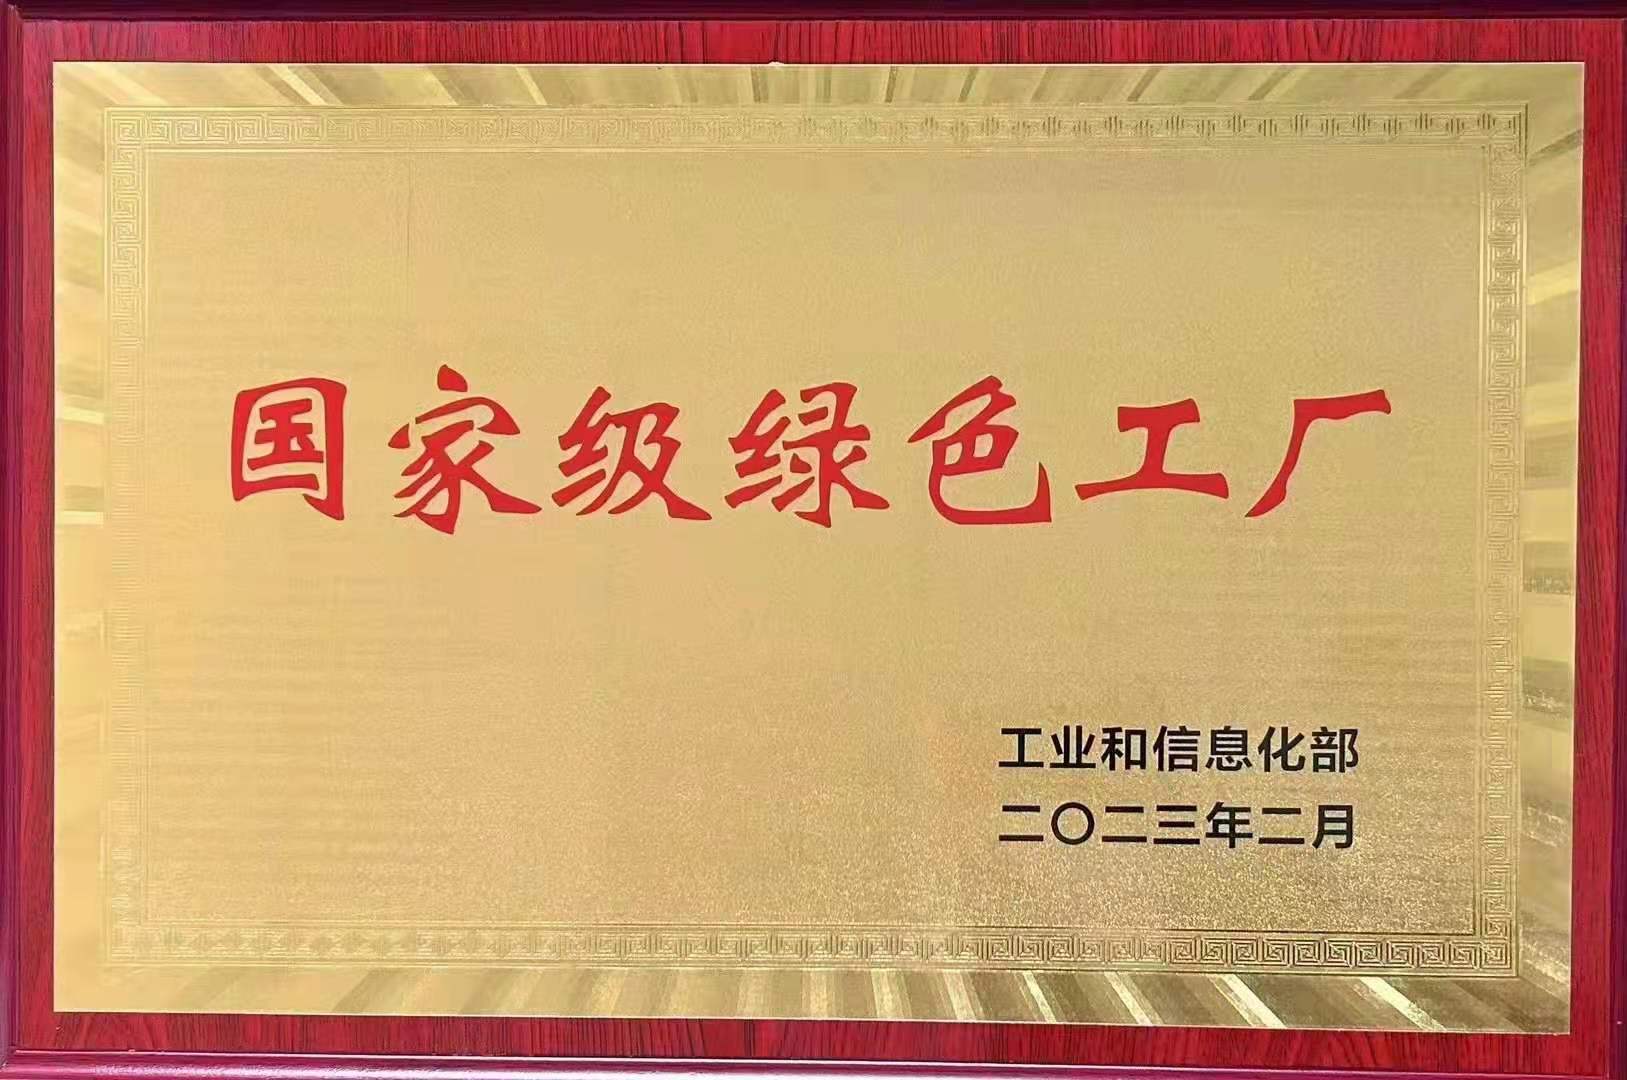 国家级绿色工厂
工业和信息化部
二〇二三年二月